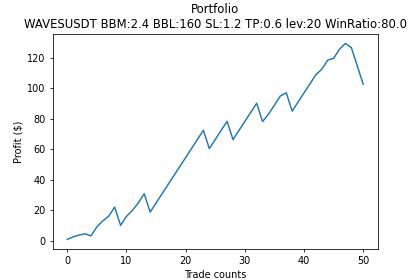 Portfolio
WAVESUSDT BBM:2.4 BBL:160 SL:1.2 TP:0.6 lev:20 WinRatio:80.0
Profit ($)
120
100
80
60
40
20
0
0 10 20 30 40 50
Trade counts